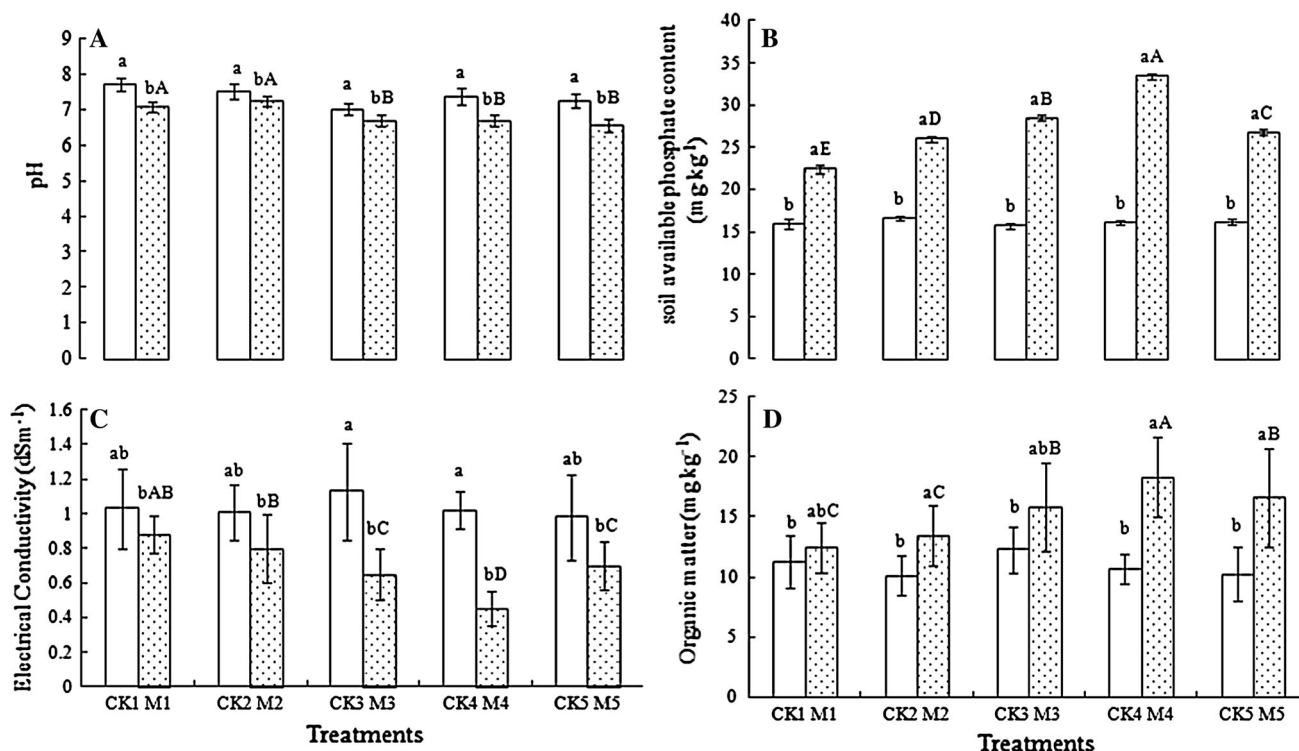 A
pH
9
8
7
6
5
4
3
2
1
0
a
bA
a
bA
a
bB
a
bB
a
bB
B
soil available phosphate content
(mgkg¹)
40
35
30
25
20
15
10
5
0
b
aE
b
aD
b
aB
b
aA
b
aC
C
Electrical Conductivity(dSm⁻¹)
1.6
1.4
1.2
1
0.8
0.6
0.4
0.2
0
ab
bAB
ab
bB
a
bC
a
bD
ab
bC
CK1 M1 CK2 M2 CK3 M3 CK4 M4 CK5 M5
Treatments
D
Organic matter(mgkg⁻¹)
25
20
15
10
5
0
b
abC
b
aC
b
abB
b
aA
b
aB
CK1 M1 CK2 M2 CK3 M3 CK4 M4 CK5 M5
Treatments